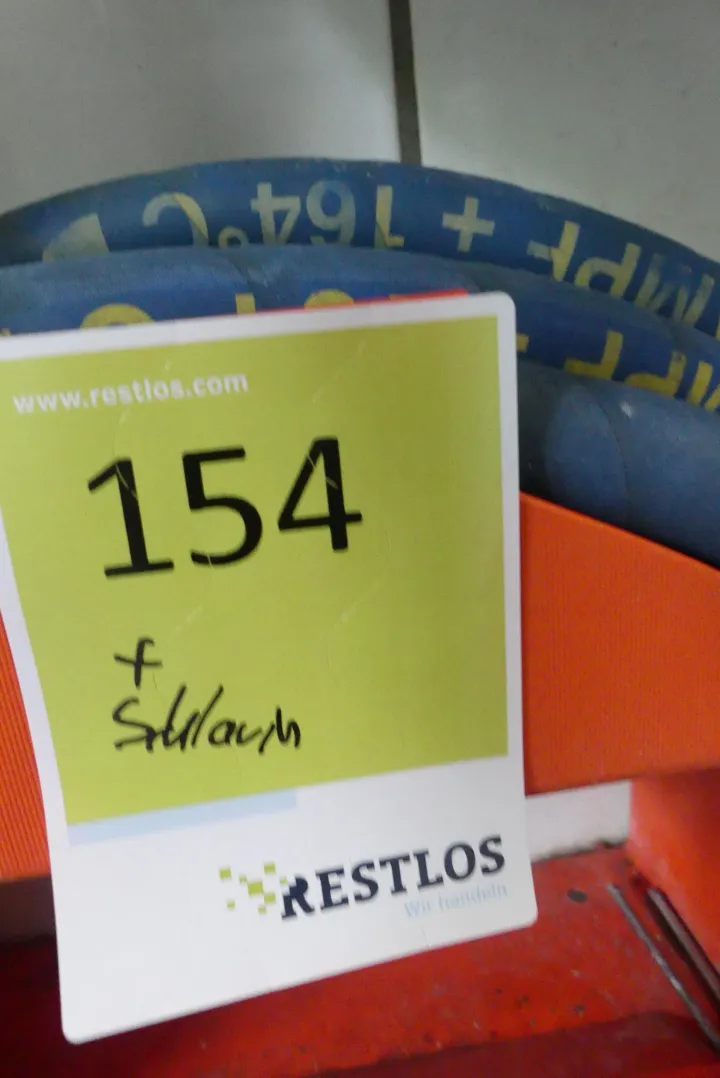 + 164°C
www.restlos.com
154
+
Schlauch
RESTLOS
Wir handeln